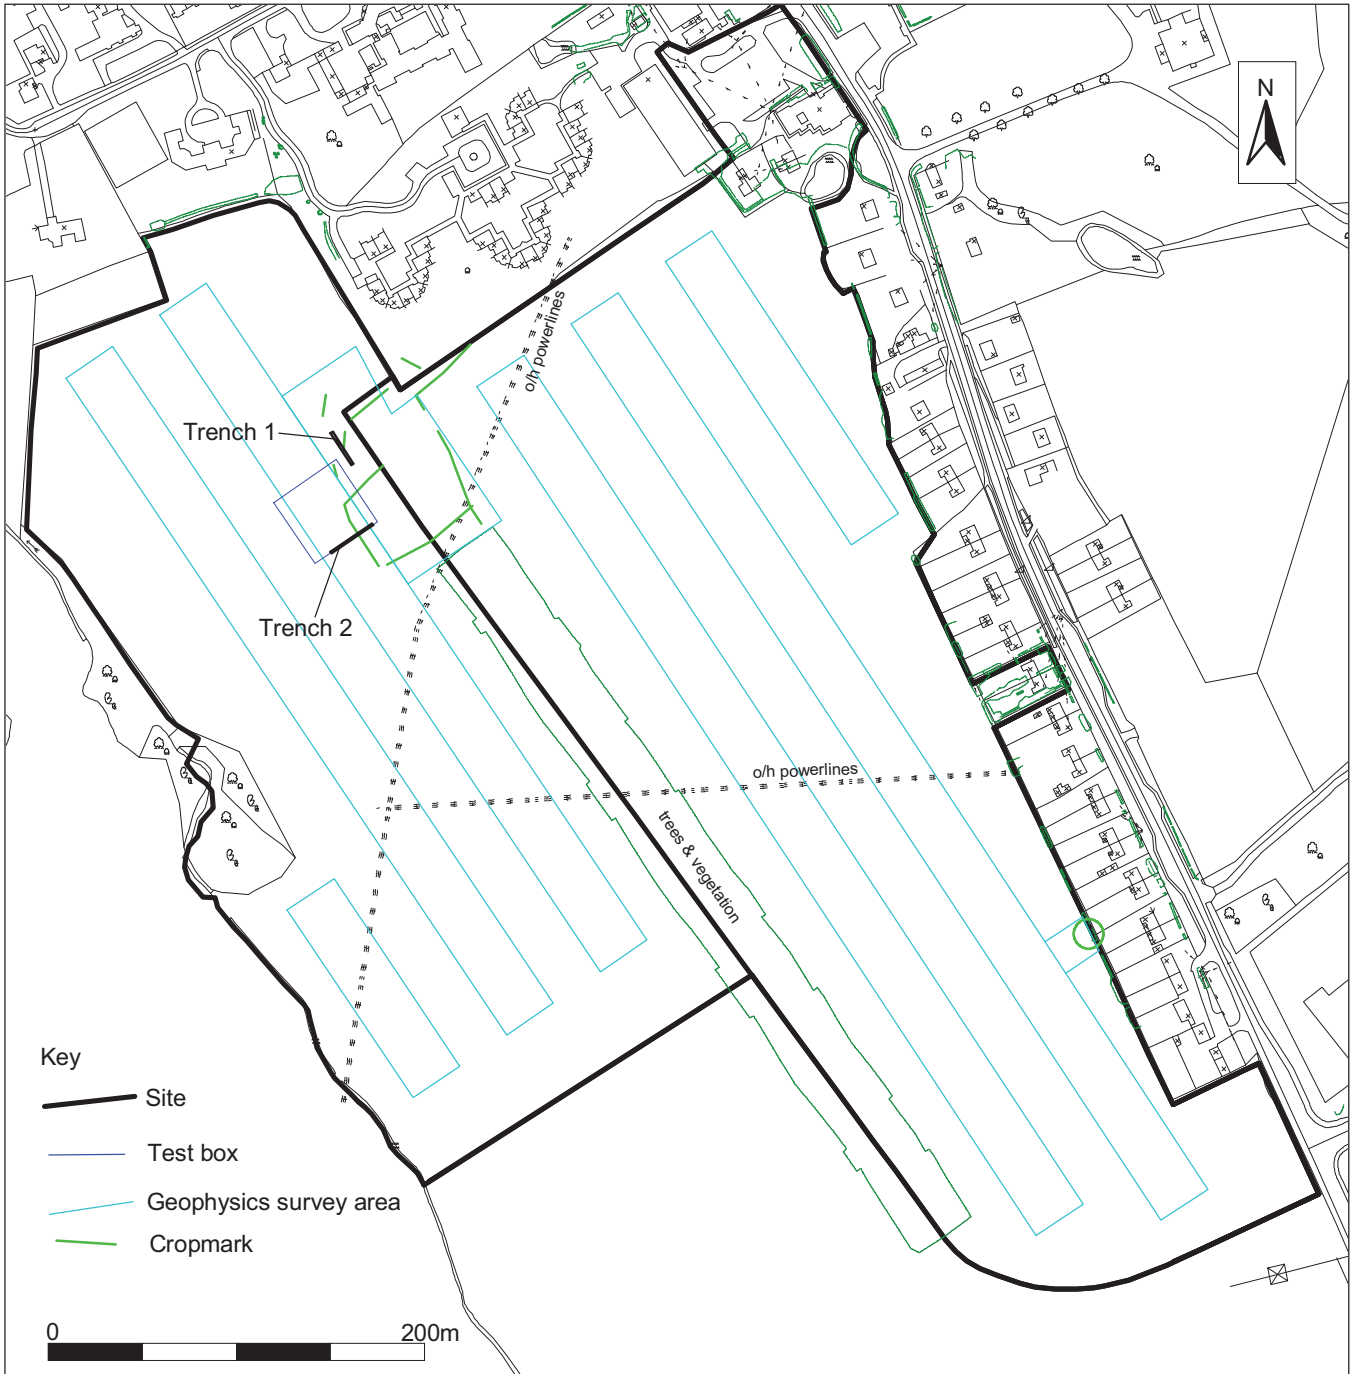 N
o/h powerlines
Trench 1
Trench 2
o/h powerlines
trees & vegetation
Key
Site
Test box
Geophysics survey area
Cropmark
0 200m